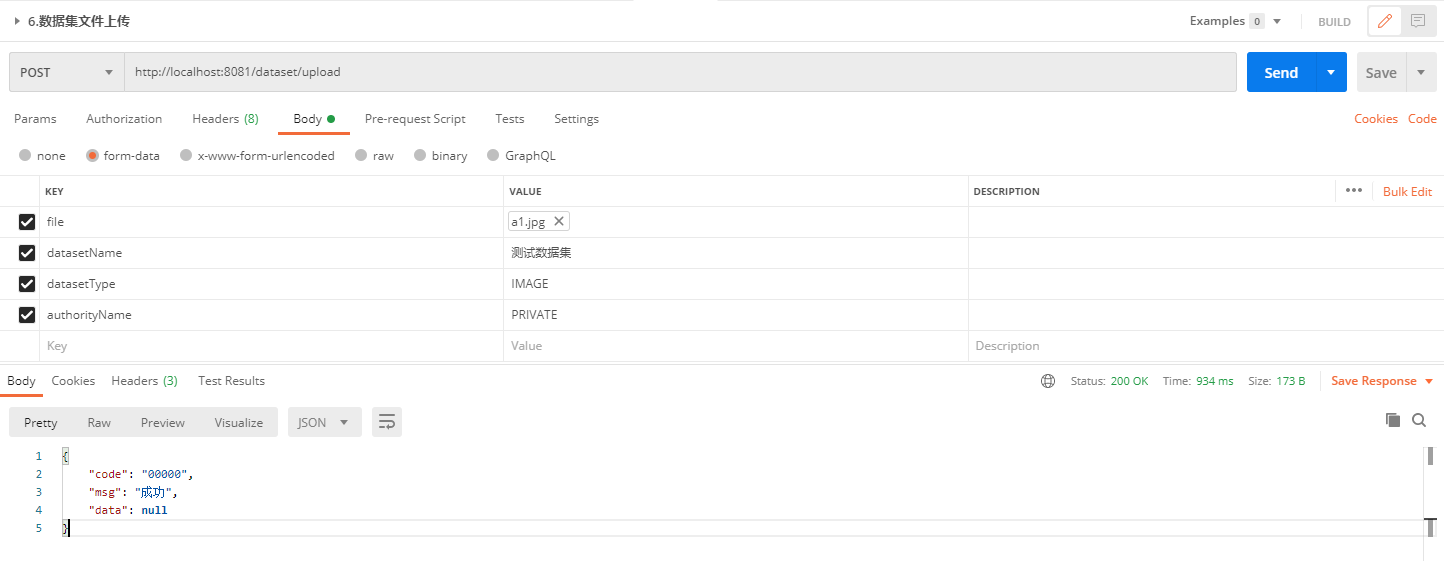 6.数据集文件上传 Examples 0 BUILD
POST http://localhost:8081/dataset/upload Send Save
Params Authorization Headers (8) Body Pre-request Script Tests Settings Cookies Code
none form-data x-www-form-urlencoded raw binary GraphQL
KEY VALUE DESCRIPTION ••• Bulk Edit
file a1.jpg
datasetName 测试数据集
datasetType IMAGE
authorityName PRIVATE
Key Value Description
Body Cookies Headers (3) Test Results Status: 200 OK Time: 934 ms Size: 173 B Save Response
Pretty Raw Preview Visualize JSON
1 {
2 "code": "00000",
3 "msg": "成功",
4 "data": null
5 }